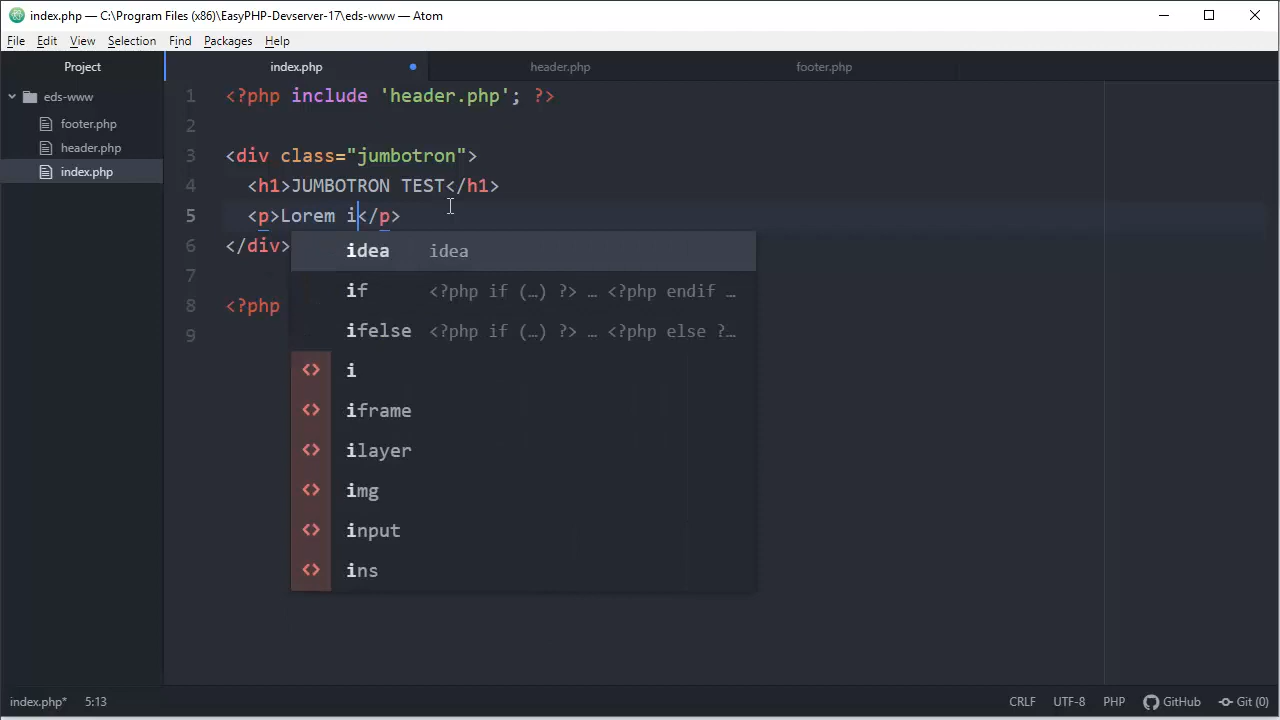 index.php — C:\Program Files (x86)\EasyPHP-Devserver-17\eds-www — Atom
File Edit View Selection Find Packages Help
Project index.php header.php footer.php
eds-www
footer.php
header.php
index.php
1 <?php include 'header.php'; ?>
2
3 <div class="jumbotron">
4 <h1>JUMBOTRON TEST</h1>
5 <p>Lorem i</p>
6 </div>
idea idea
7
if <?php if (…) ?> … <?php endif …
8 <?php
ifelse <?php if (…) ?> … <?php else ?…
9
<> i
<> iframe
<> ilayer
<> img
<> input
<> ins
index.php* 5:13 CRLF UTF-8 PHP GitHub Git (0)